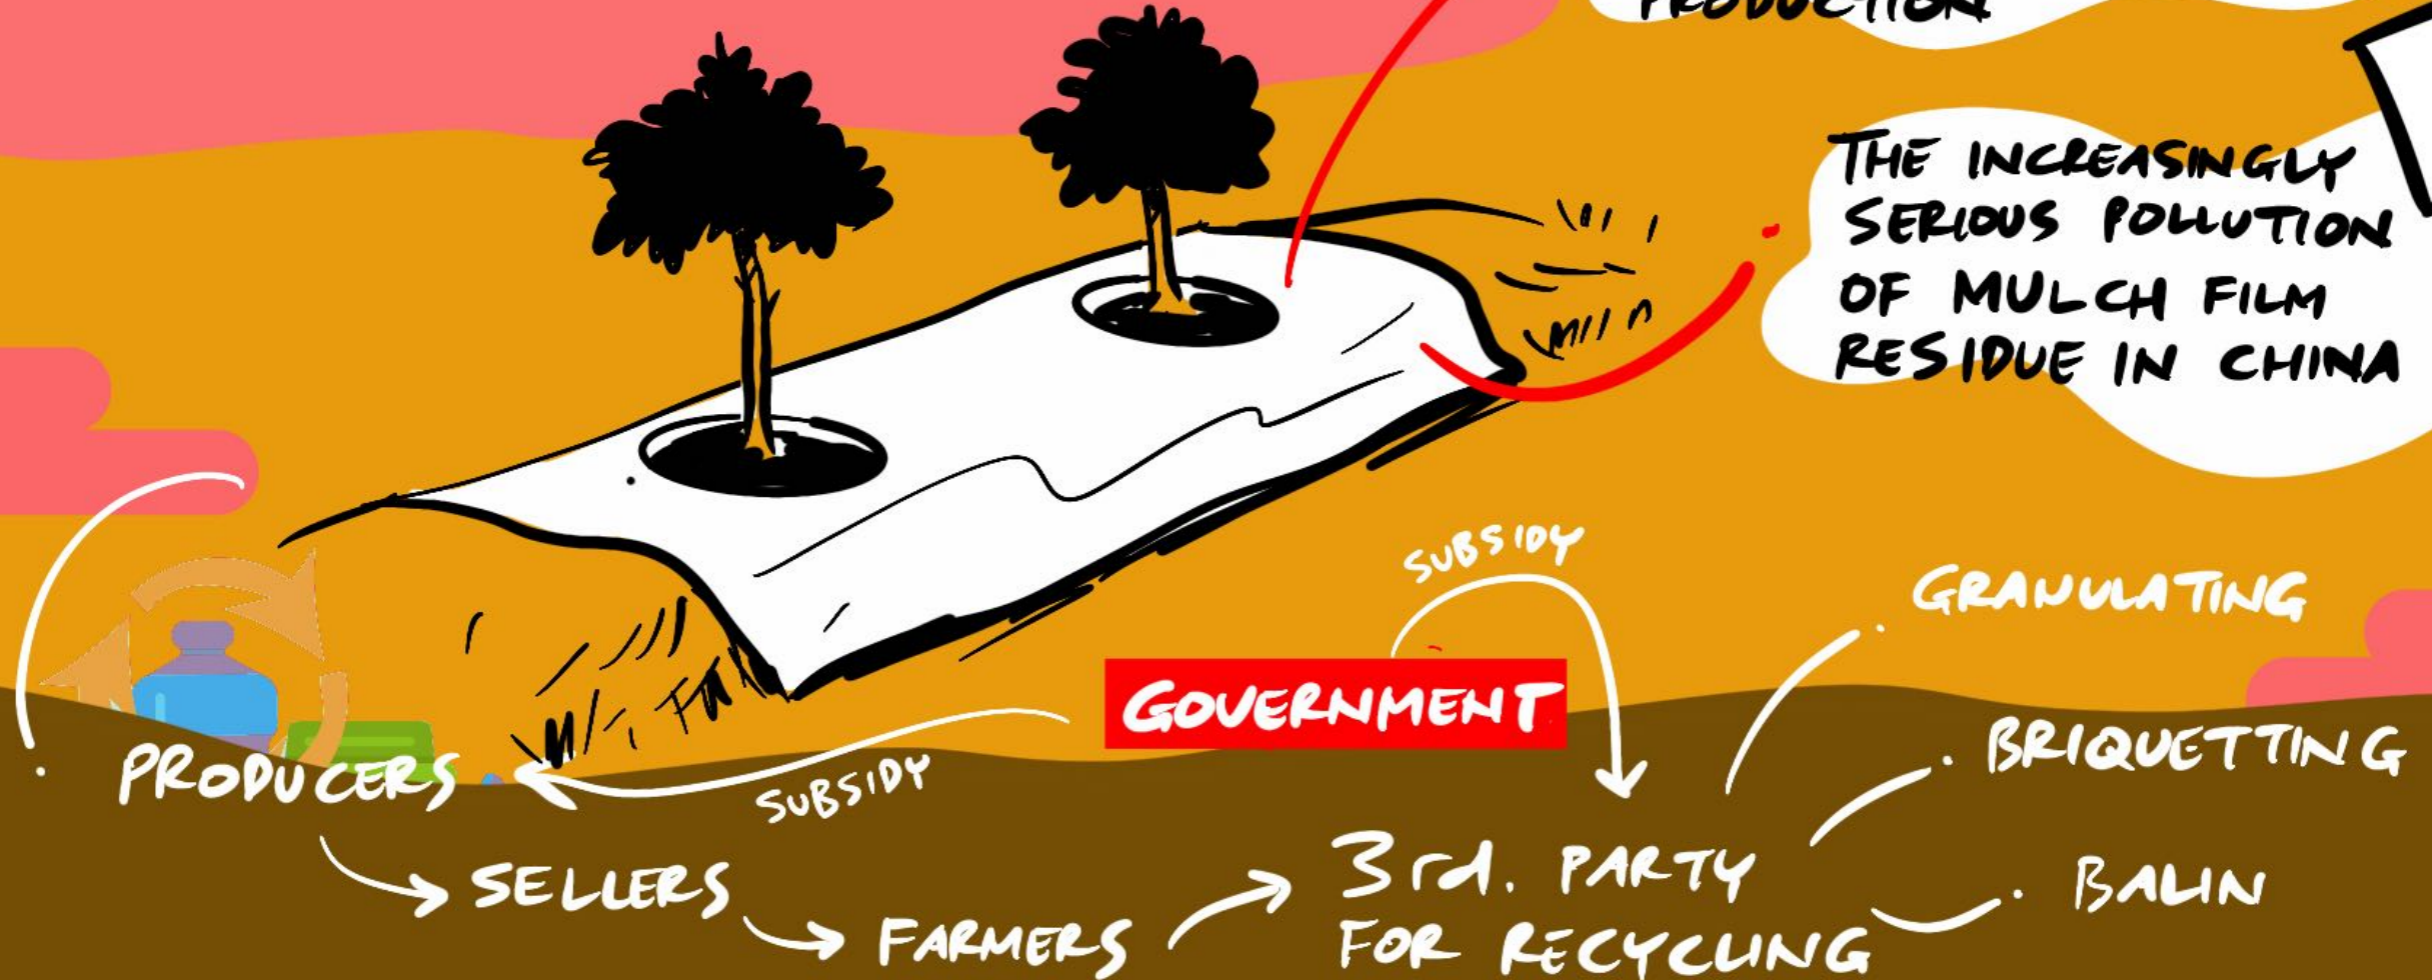 PRODUCTION
THE INCREASINGLY
SERIOUS POLLUTION
OF MULCH FILM
RESIDUE IN CHINA
SUBSIDY
GRANULATING
GOVERNMENT
BRIQUETTING
PRODUCERS
SUBSIDY
SELLERS
FARMERS
3rd. PARTY
FOR RECYCLING
BALIN